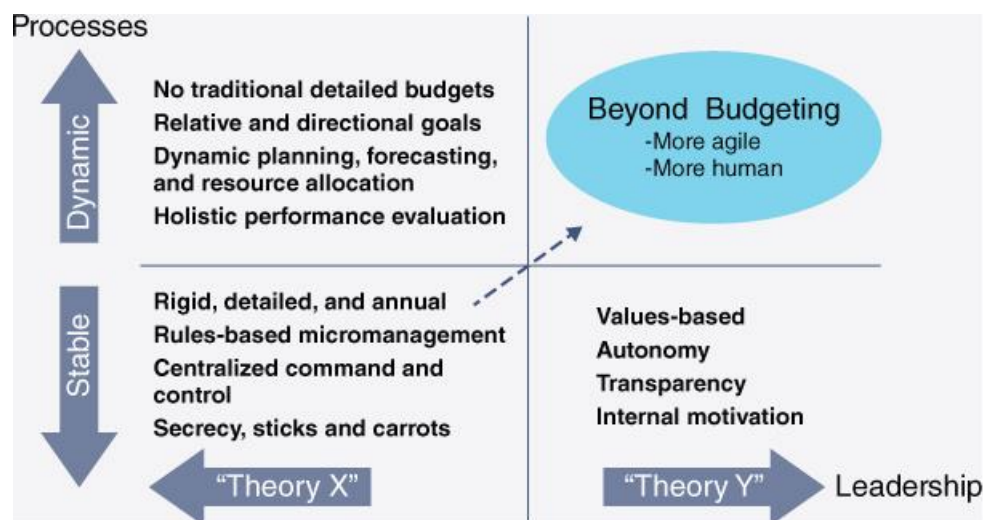 Processes
Dynamic
No traditional detailed budgets
Relative and directional goals
Dynamic planning, forecasting,
and resource allocation
Holistic performance evaluation
Beyond Budgeting
-More agile
-More human
Stable
Rigid, detailed, and annual
Rules-based micromanagement
Centralized command and
control
Secrecy, sticks and carrots
Values-based
Autonomy
Transparency
Internal motivation
“Theory X”
“Theory Y”
Leadership